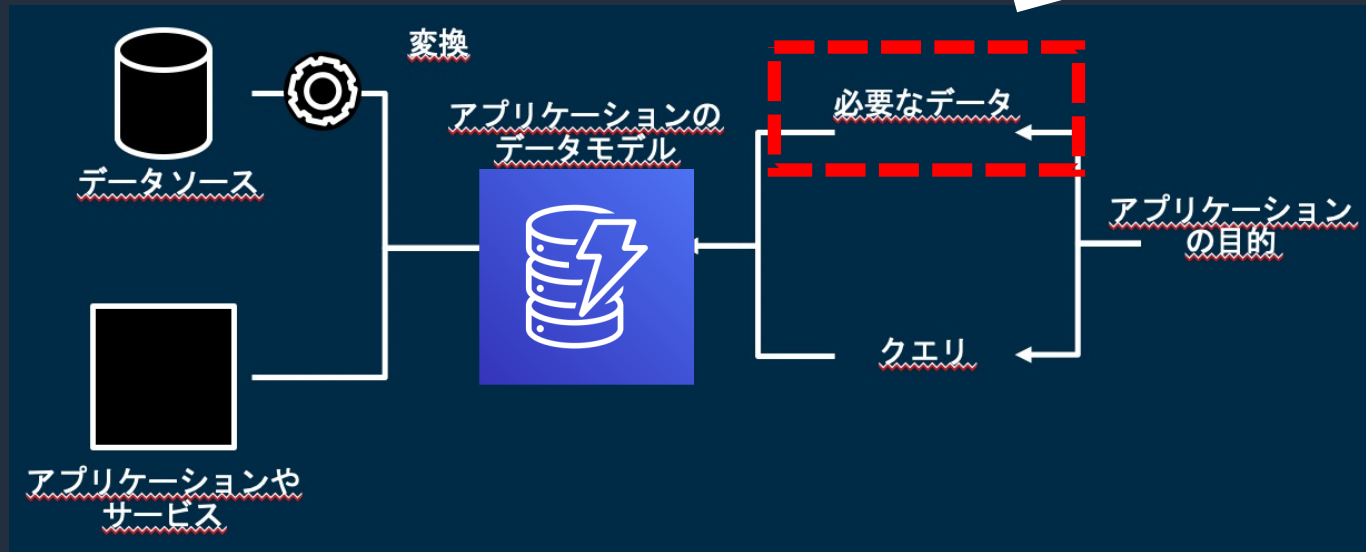 変換
アプリケーションの
データモデル
必要なデータ
データソース
アプリケーション
の目的
クエリ
アプリケーションや
サービス